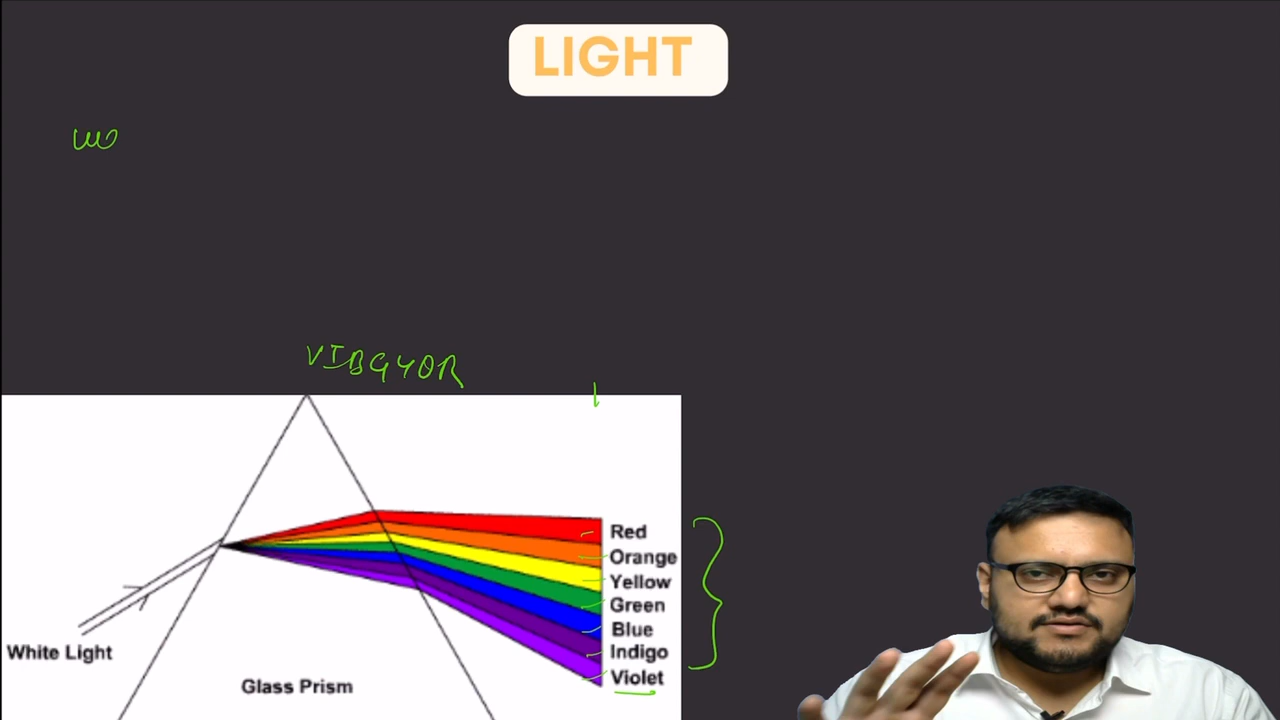 LIGHT
VIBGYOR
Red
Orange
Yellow
Green
Blue
Indigo
Violet
White Light
Glass Prism